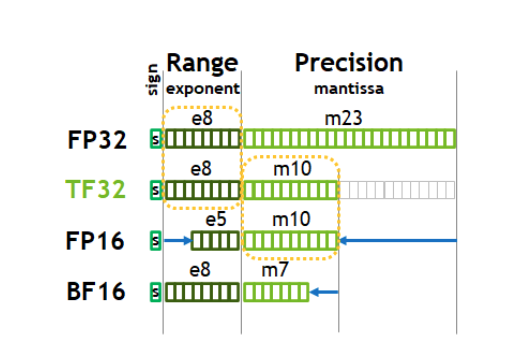 Range Precision
sign exponent mantissa
e8 m23
FP32 s
e8 m10
TF32 s
e5 m10
FP16 s
e8 m7
BF16 s